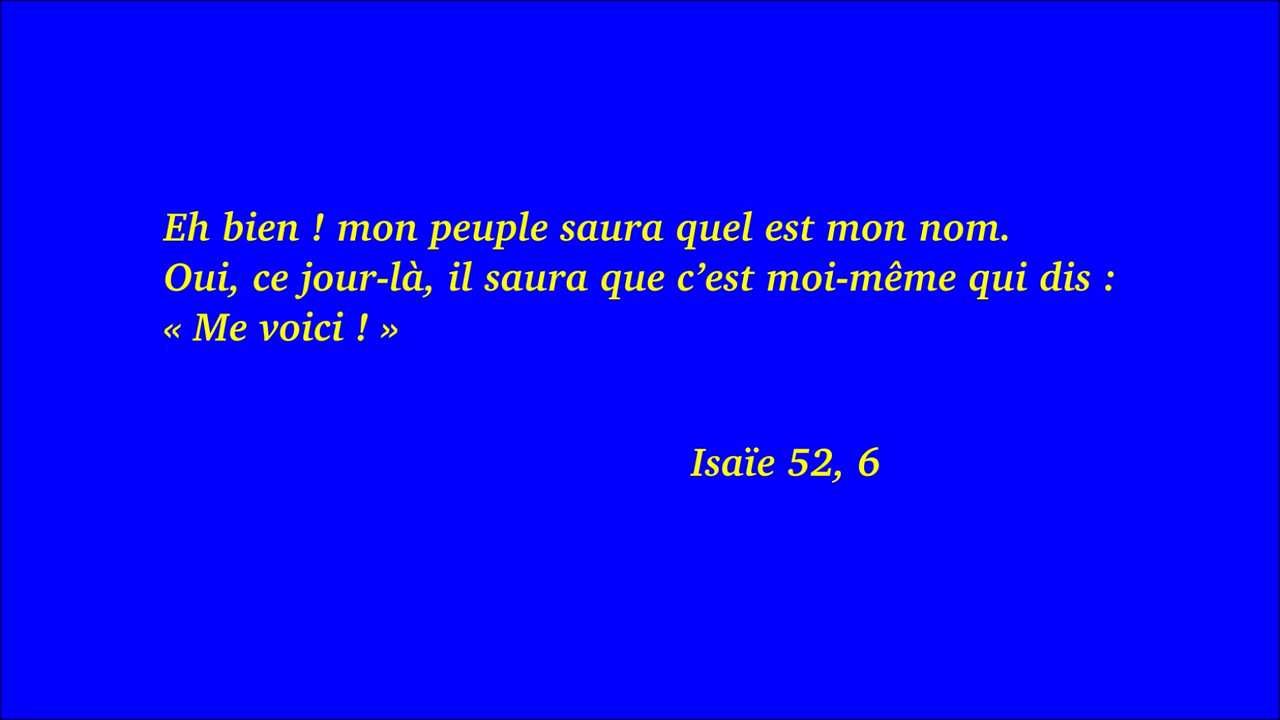 Eh bien ! mon peuple saura quel est mon nom.
Oui, ce jour-là, il saura que c’est moi-même qui dis :
« Me voici ! »
Isaïe 52, 6